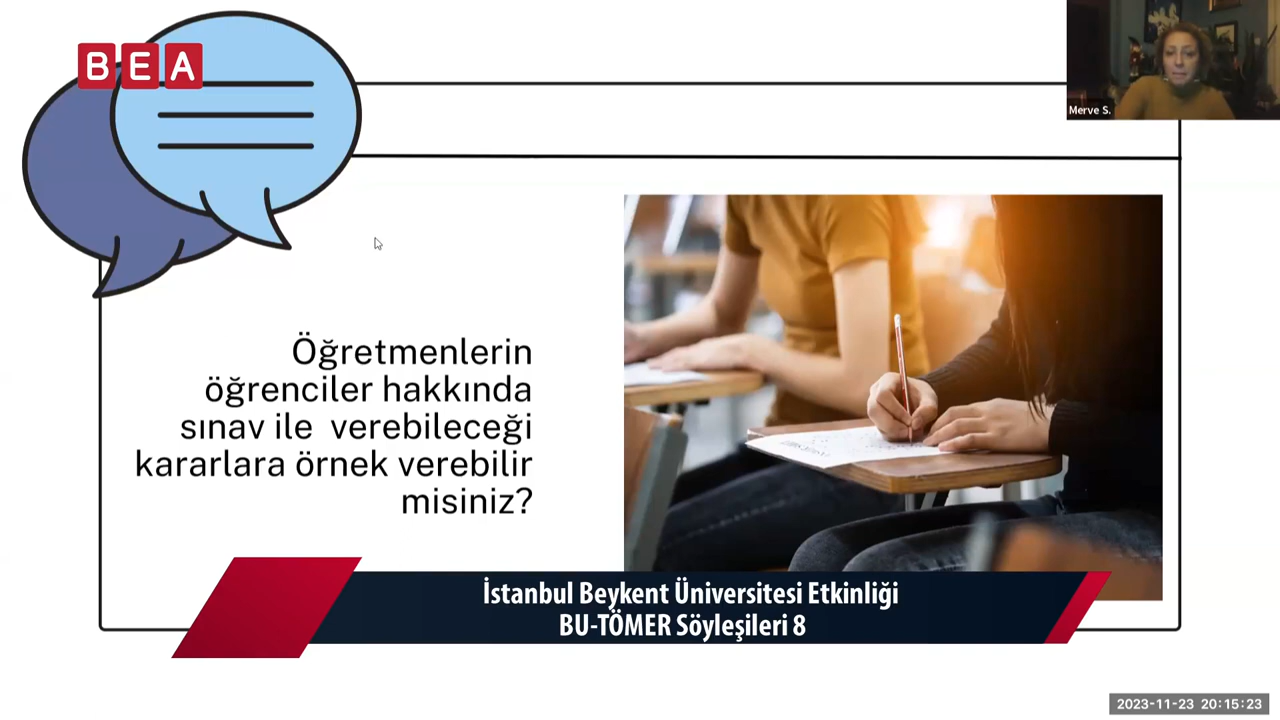 BEA
Merve S.
Öğretmenlerin
öğrenciler hakkında
sınav ile verebileceği
kararlara örnek verebilir
misiniz?
İstanbul Beykent Üniversitesi Etkinliği
BU-TÖMER Söyleşileri 8
2023-11-23 20:15:23